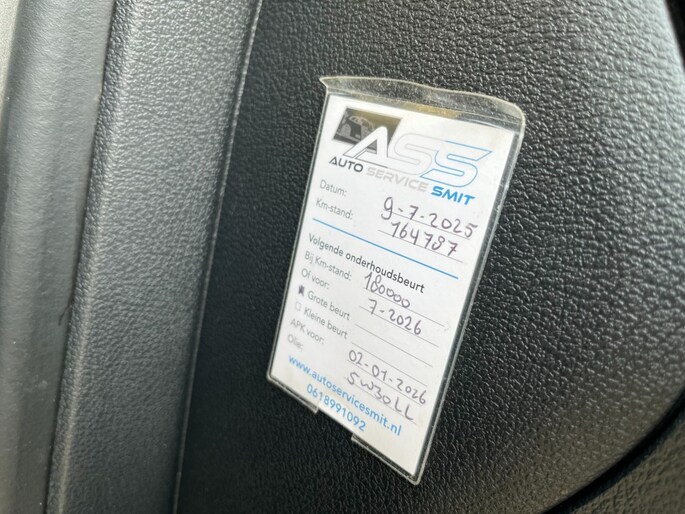 ASS
AUTO SERVICE SMIT
Datum: 9-7-2025
Km-stand: 164787
Volgende onderhoudsbeurt
Bij Km-stand: 180000
Of voor: 7-2026
Grote beurt
Kleine beurt
APK voor: 02-01-2026
Olie: 5W30LL
www.autoservicesmit.nl
0618991092